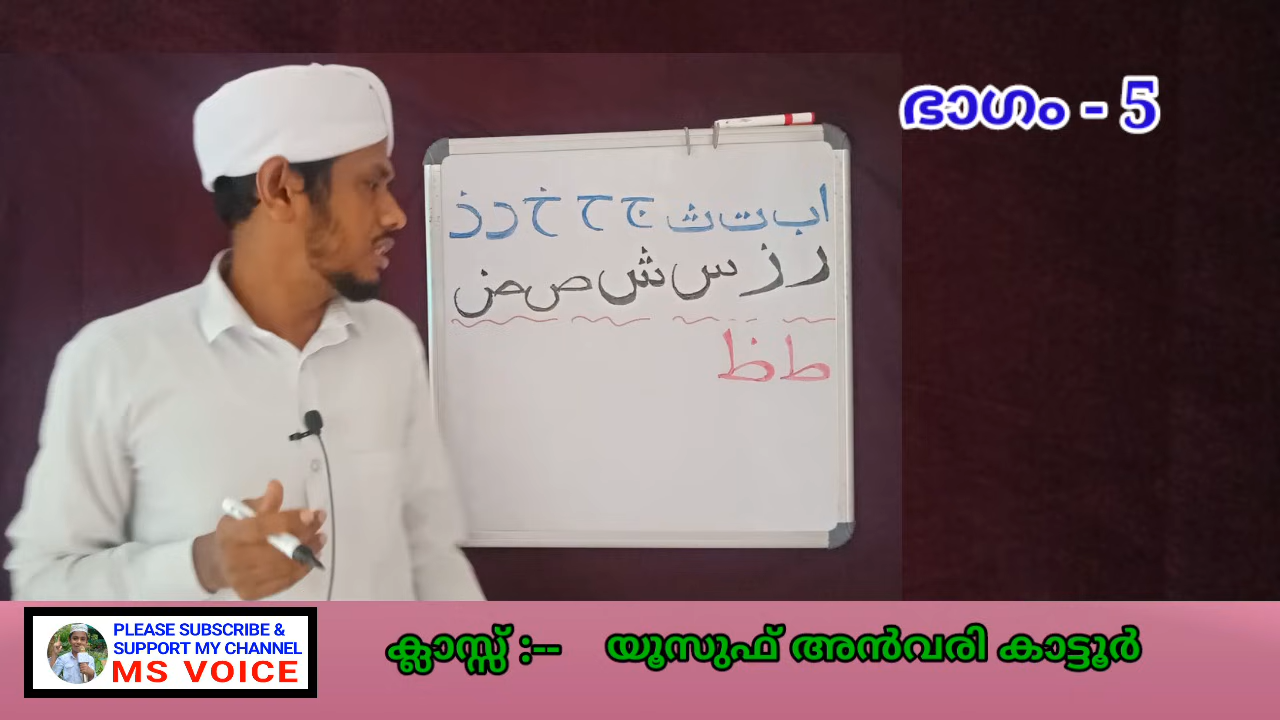 ഭാഗം - 5
ا ب ت ث ج ح خ د ذ
ر ز س ش ص ض
ط ظ
PLEASE SUBSCRIBE &
SUPPORT MY CHANNEL
MS VOICE
ക്ലാസ്സ് :-- യൂസുഫ് അൻവരി കാട്ടൂർ